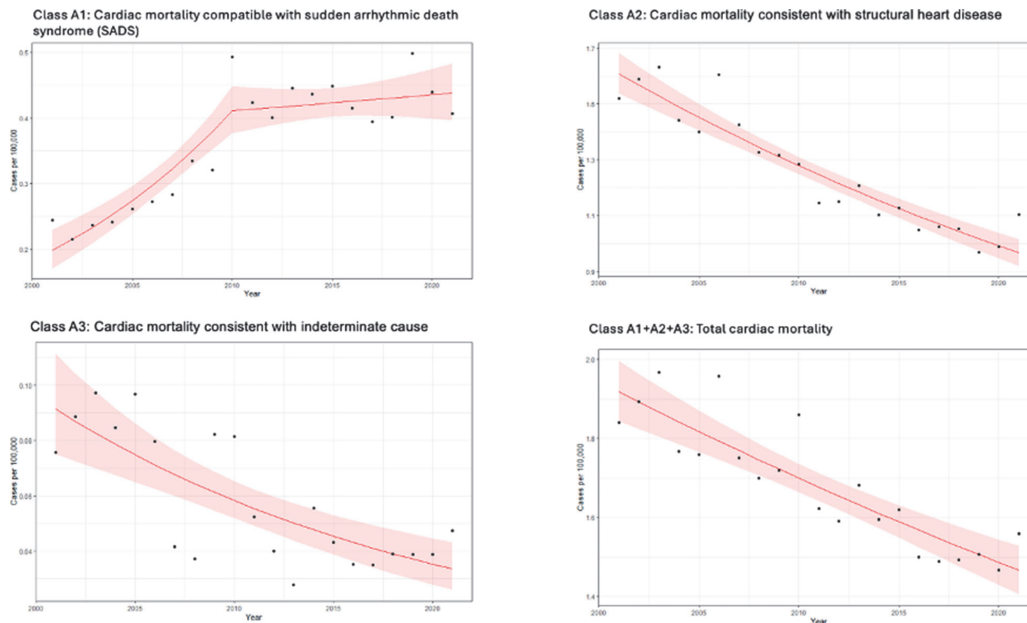 Class A1: Cardiac mortality compatible with sudden arrhythmic death
syndrome (SADS)
0.5
0.4
0.3
0.2
Cases per 100,000
2000 2005 2010 2015 2020
Year
Class A2: Cardiac mortality consistent with structural heart disease
1.7
1.3
1.1
0.9
Cases per 100,000
2000 2005 2010 2015 2020
Year
Class A3: Cardiac mortality consistent with indeterminate cause
0.10
0.08
0.06
0.04
Cases per 100,000
2000 2005 2010 2015 2020
Year
Class A1+A2+A3: Total cardiac mortality
2.0
1.8
1.6
1.4
Cases per 100,000
2000 2005 2010 2015 2020
Year